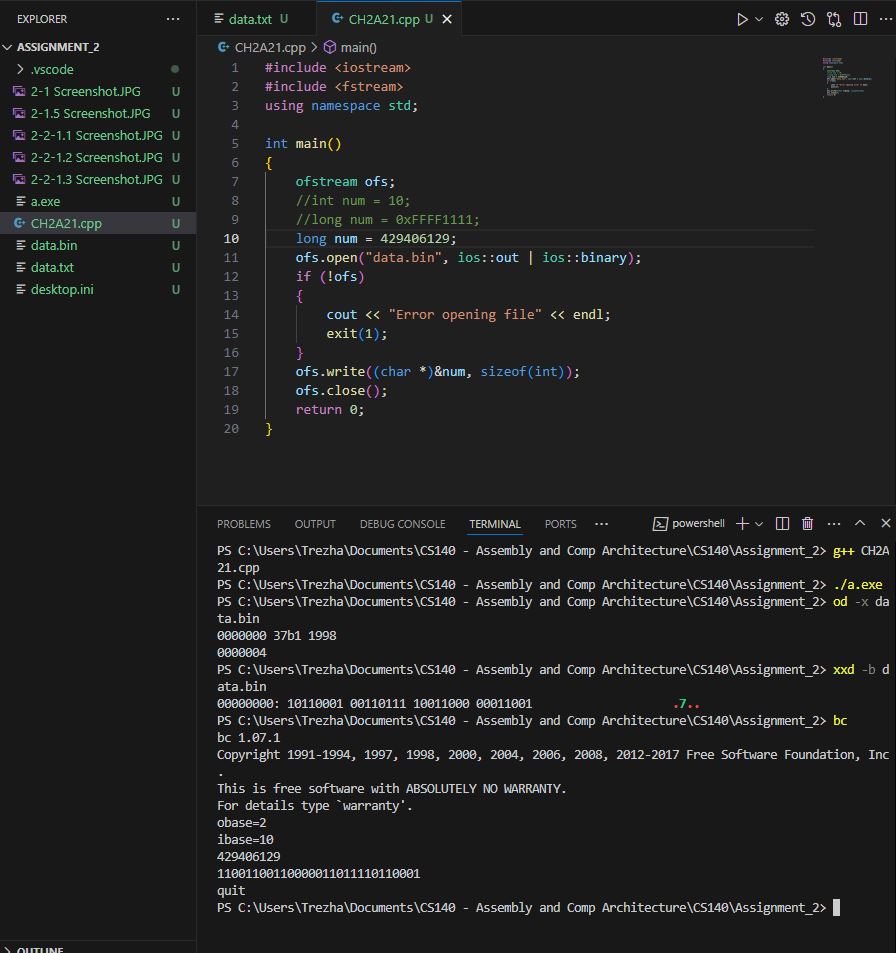 EXPLORER
ASSIGNMENT_2
.vscode
2-1 Screenshot.JPG U
2-1.5 Screenshot.JPG U
2-2-1.1 Screenshot.JPG U
2-2-1.2 Screenshot.JPG U
2-2-1.3 Screenshot.JPG U
a.exe U
CH2A21.cpp U
data.bin U
data.txt U
desktop.ini U
OUTLINE
data.txt U
CH2A21.cpp U
CH2A21.cpp > main()
1 #include <iostream>
2 #include <fstream>
3 using namespace std;
4
5 int main()
6 {
7 ofstream ofs;
8 //int num = 10;
9 //long num = 0xFFFF1111;
10 long num = 429406129;
11 ofs.open("data.bin", ios::out | ios::binary);
12 if (!ofs)
13 {
14 cout << "Error opening file" << endl;
15 exit(1);
16 }
17 ofs.write((char *)&num, sizeof(int));
18 ofs.close();
19 return 0;
20 }
PROBLEMS OUTPUT DEBUG CONSOLE TERMINAL PORTS ··· powershell
PS C:\Users\Trezha\Documents\CS140 - Assembly and Comp Architecture\CS140\Assignment_2> g++ CH2A
21.cpp
PS C:\Users\Trezha\Documents\CS140 - Assembly and Comp Architecture\CS140\Assignment_2> ./a.exe
PS C:\Users\Trezha\Documents\CS140 - Assembly and Comp Architecture\CS140\Assignment_2> od -x da
ta.bin
0000000 37b1 1998
0000004
PS C:\Users\Trezha\Documents\CS140 - Assembly and Comp Architecture\CS140\Assignment_2> xxd -b d
ata.bin
00000000: 10110001 00110111 10011000 00011001 .7..
PS C:\Users\Trezha\Documents\CS140 - Assembly and Comp Architecture\CS140\Assignment_2> bc
bc 1.07.1
Copyright 1991-1994, 1997, 1998, 2000, 2004, 2006, 2008, 2012-2017 Free Software Foundation, Inc
.
This is free software with ABSOLUTELY NO WARRANTY.
For details type `warranty'.
obase=2
ibase=10
429406129
11001100110000011011110110001
quit
PS C:\Users\Trezha\Documents\CS140 - Assembly and Comp Architecture\CS140\Assignment_2>